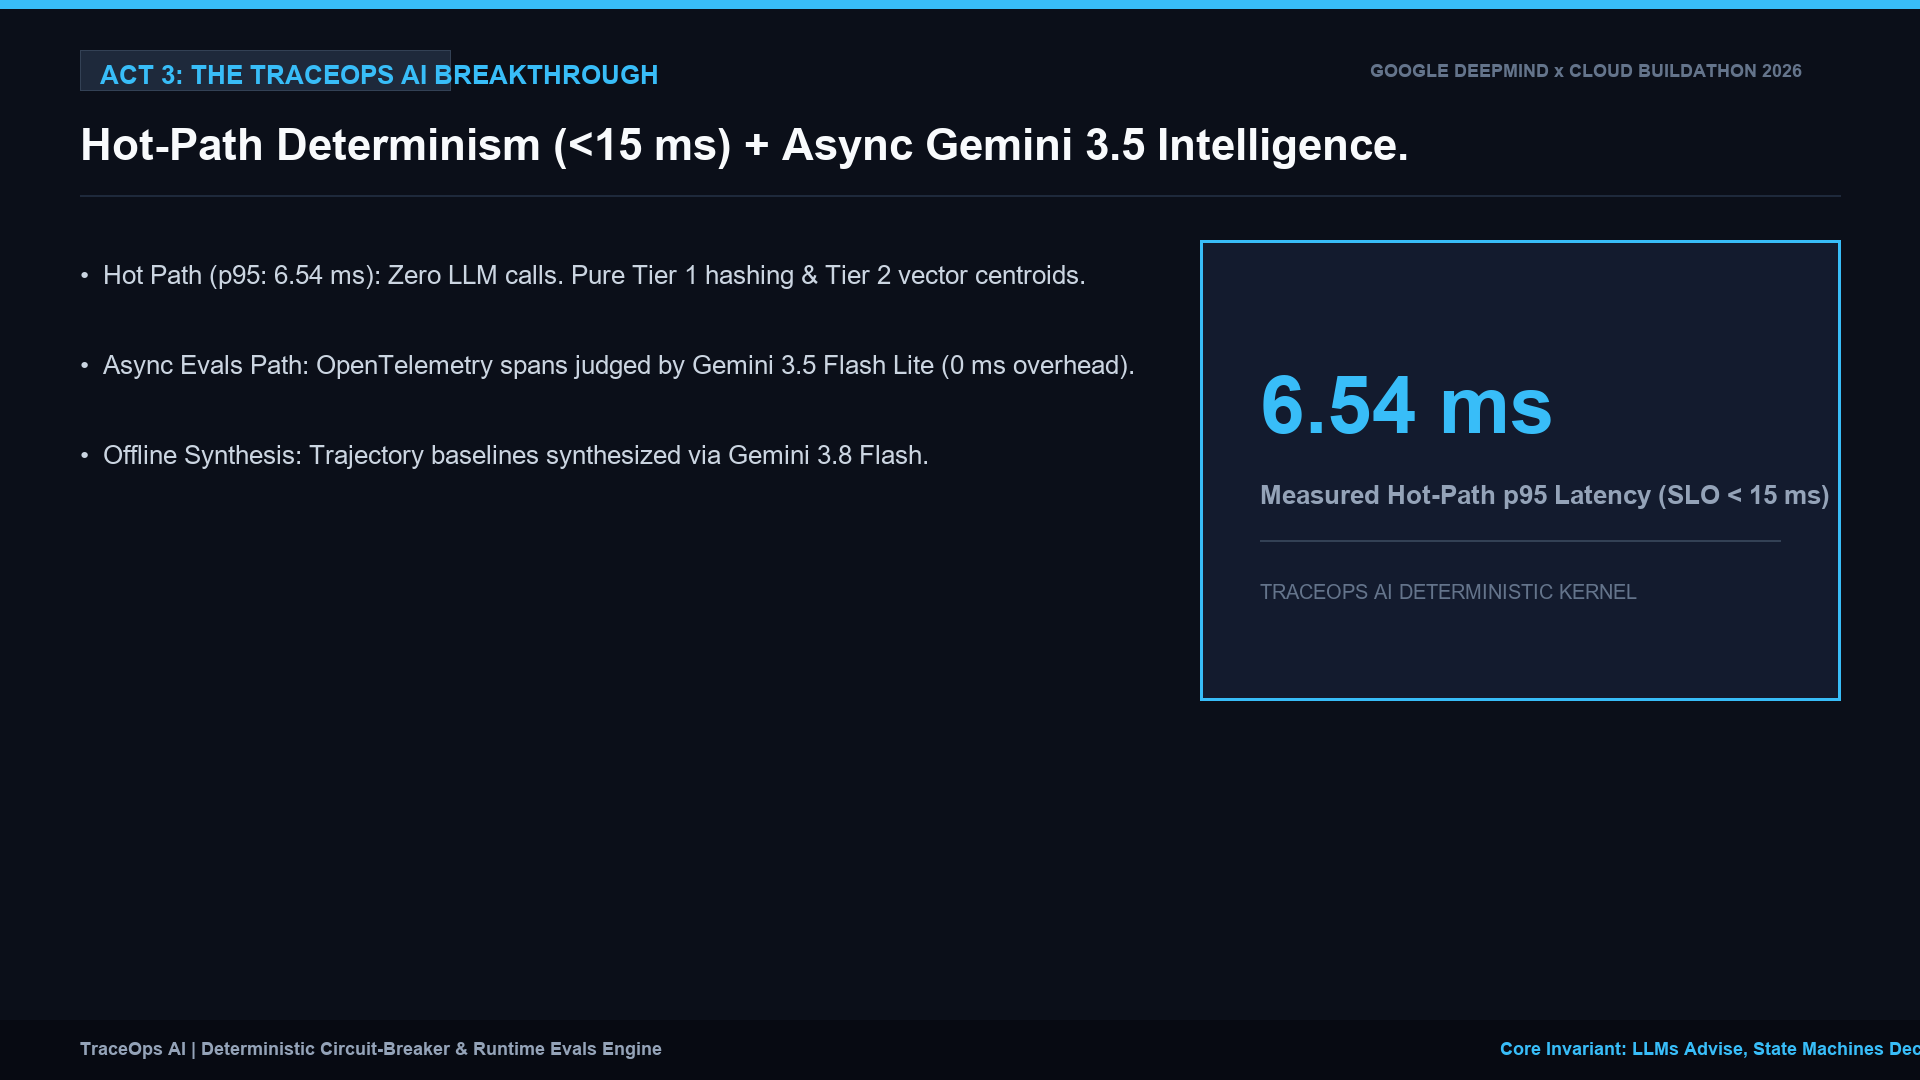 ACT 3: THE TRACEOPS AI BREAKTHROUGH
GOOGLE DEEPMIND x CLOUD BUILDATHON 2026
Hot-Path Determinism (<15 ms) + Async Gemini 3.5 Intelligence.
• Hot Path (p95: 6.54 ms): Zero LLM calls. Pure Tier 1 hashing & Tier 2 vector centroids.
• Async Evals Path: OpenTelemetry spans judged by Gemini 3.5 Flash Lite (0 ms overhead).
• Offline Synthesis: Trajectory baselines synthesized via Gemini 3.8 Flash.
6.54 ms
Measured Hot-Path p95 Latency (SLO < 15 ms)
TRACEOPS AI DETERMINISTIC KERNEL
TraceOps AI | Deterministic Circuit-Breaker & Runtime Evals Engine
Core Invariant: LLMs Advise, State Machines